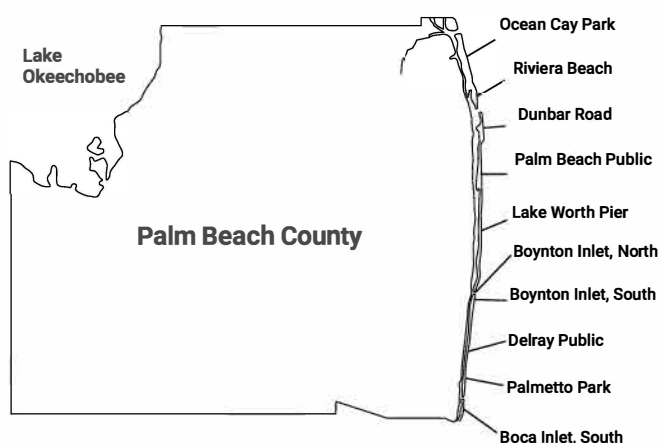 Ocean Cay Park
Lake
Okeechobee
Riviera Beach
Dunbar Road
Palm Beach Public
Lake Worth Pier
Palm Beach County
Boynton Inlet, North
Boynton Inlet, South
Delray Public
Palmetto Park
Boca Inlet, South